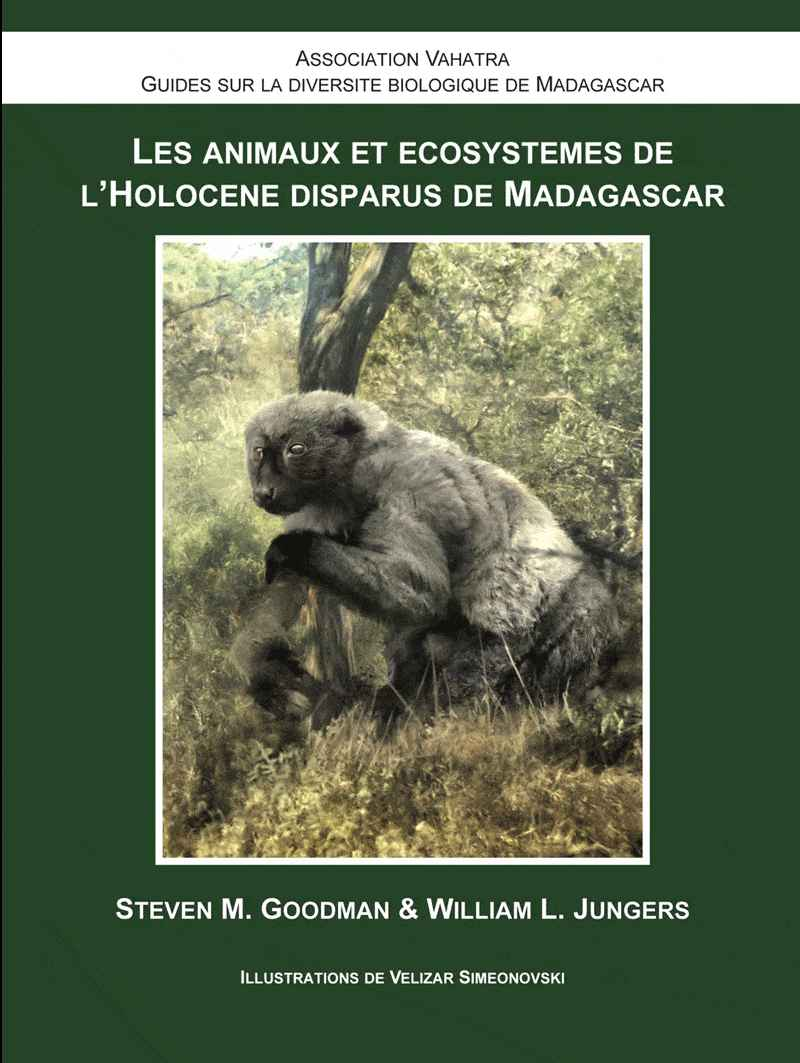 ASSOCIATION VAHATRA
GUIDES SUR LA DIVERSITE BIOLOGIQUE DE MADAGASCAR
LES ANIMAUX ET ECOSYSTEMES DE
L'HOLOCENE DISPARUS DE MADAGASCAR
STEVEN M. GOODMAN & WILLIAM L. JUNGERS
ILLUSTRATIONS DE VELIZAR SIMEONOVSKI